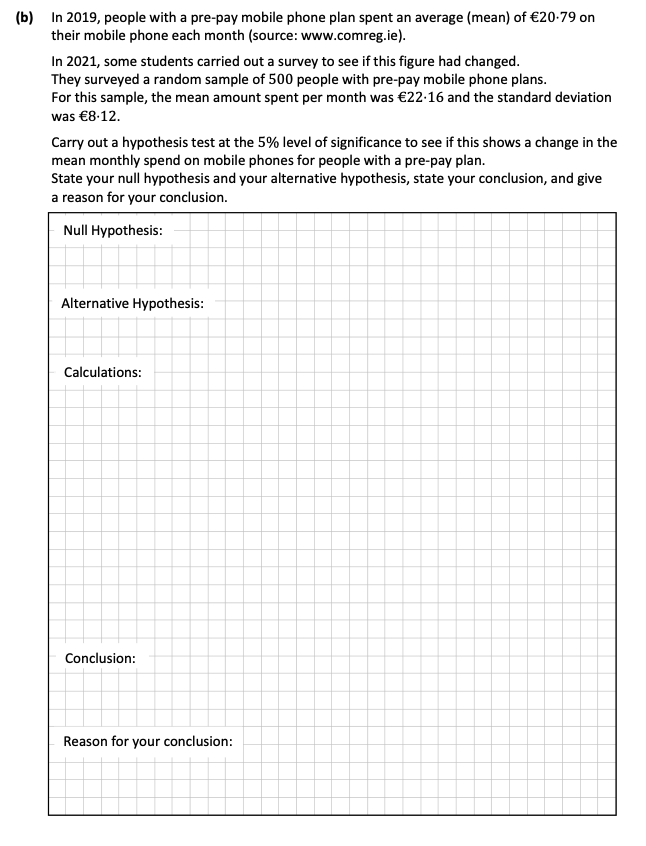 (b) In 2019, people with a pre-pay mobile phone plan spent an average (mean) of €20·79 on
their mobile phone each month (source: www.comreg.ie).
In 2021, some students carried out a survey to see if this figure had changed.
They surveyed a random sample of 500 people with pre-pay mobile phone plans.
For this sample, the mean amount spent per month was €22·16 and the standard deviation
was €8·12.
Carry out a hypothesis test at the 5% level of significance to see if this shows a change in the
mean monthly spend on mobile phones for people with a pre-pay plan.
State your null hypothesis and your alternative hypothesis, state your conclusion, and give
a reason for your conclusion.
Null Hypothesis:
Alternative Hypothesis:
Calculations:
Conclusion:
Reason for your conclusion: